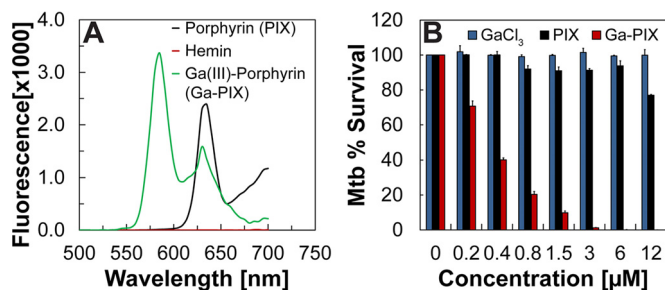 A
Porphyrin (PIX)
Hemin
Ga(III)-Porphyrin
(Ga-PIX)
Fluorescence[x1000]
4.0
3.0
2.0
1.0
0.0
500 550 600 650 700 750
Wavelength [nm]
B
GaCl₃ PIX Ga-PIX
Mtb % Survival
120
100
80
60
40
20
0
0 0.2 0.4 0.8 1.5 3 6 12
Concentration [µM]